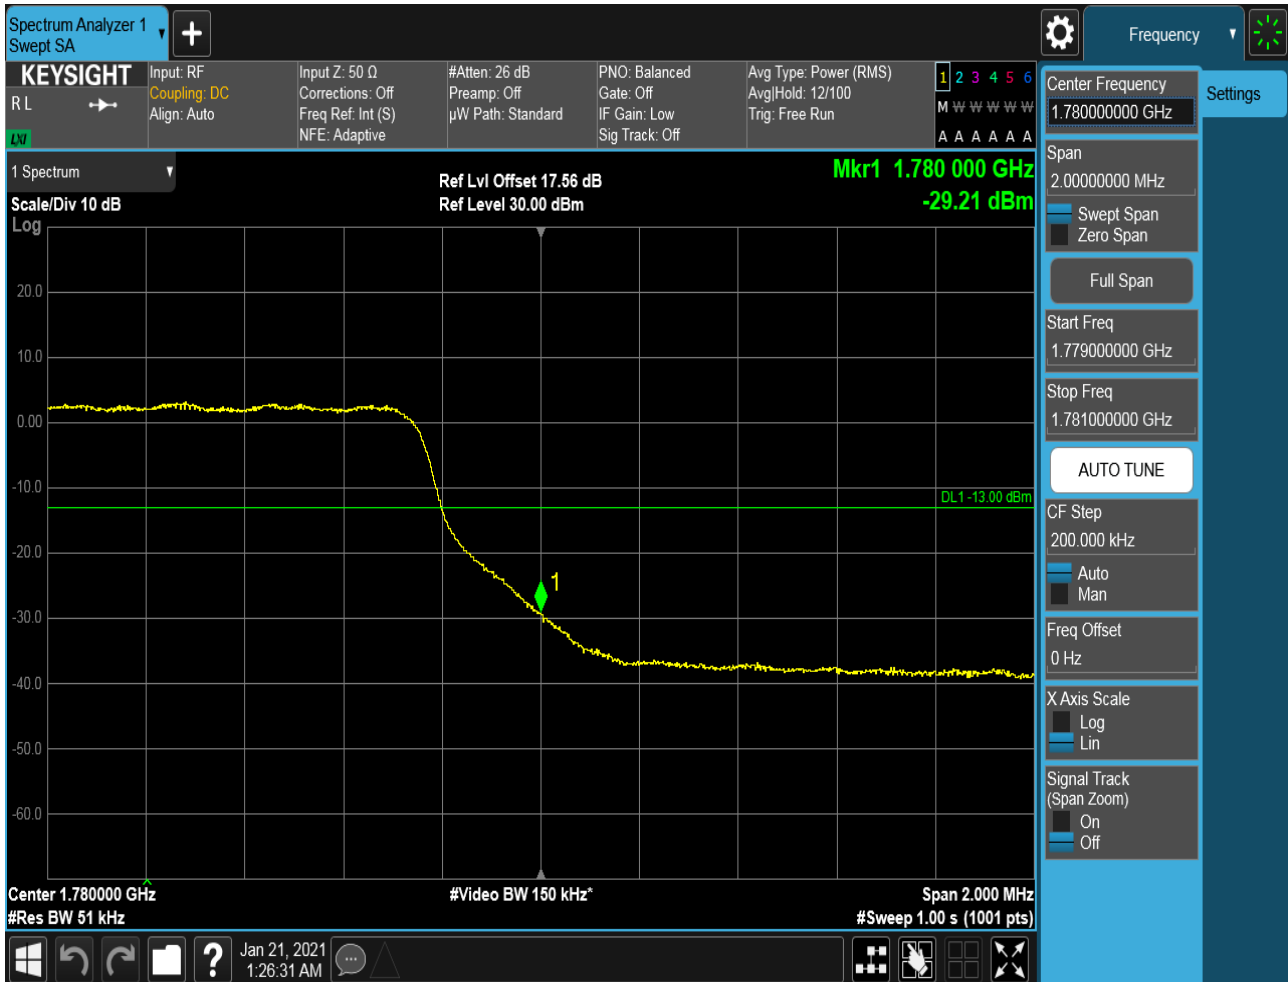 Spectrum Analyzer 1
Swept SA
Frequency
KEYSIGHT
R L
LXI
Input: RF
Coupling: DC
Align: Auto
Input Z: 50 Ω
Corrections: Off
Freq Ref: Int (S)
NFE: Adaptive
#Atten: 26 dB
Preamp: Off
µW Path: Standard
PNO: Balanced
Gate: Off
IF Gain: Low
Sig Track: Off
Avg Type: Power (RMS)
Avg|Hold: 12/100
Trig: Free Run
1 2 3 4 5 6
M W W W W W
A A A A A A
1 Spectrum
Scale/Div 10 dB
Log
Ref Lvl Offset 17.56 dB
Ref Level 30.00 dBm
Mkr1 1.780 000 GHz
-29.21 dBm
20.0
10.0
0.00
-10.0
-20.0
-30.0
-40.0
-50.0
-60.0
DL1 -13.00 dBm
1
Center 1.780000 GHz
#Res BW 51 kHz
#Video BW 150 kHz*
Span 2.000 MHz
#Sweep 1.00 s (1001 pts)
Jan 21, 2021
1:26:31 AM
Center Frequency
1.780000000 GHz
Settings
Span
2.00000000 MHz
Swept Span
Zero Span
Full Span
Start Freq
1.779000000 GHz
Stop Freq
1.781000000 GHz
AUTO TUNE
CF Step
200.000 kHz
Auto
Man
Freq Offset
0 Hz
X Axis Scale
Log
Lin
Signal Track
(Span Zoom)
On
Off